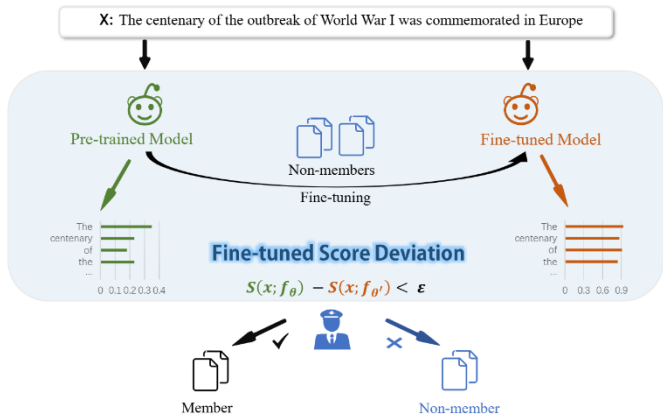 X: The centenary of the outbreak of World War I was commemorated in Europe
Pre-trained Model
Fine-tuned Model
Non-members
Fine-tuning
The
centenary
of
the
...
0 0.1 0.2 0.3 0.4
The
centenary
of
the
...
0 0.3 0.6 0.9
Fine-tuned Score Deviation
S(x; f_θ) − S(x; f_θ′) < ε
Member
Non-member